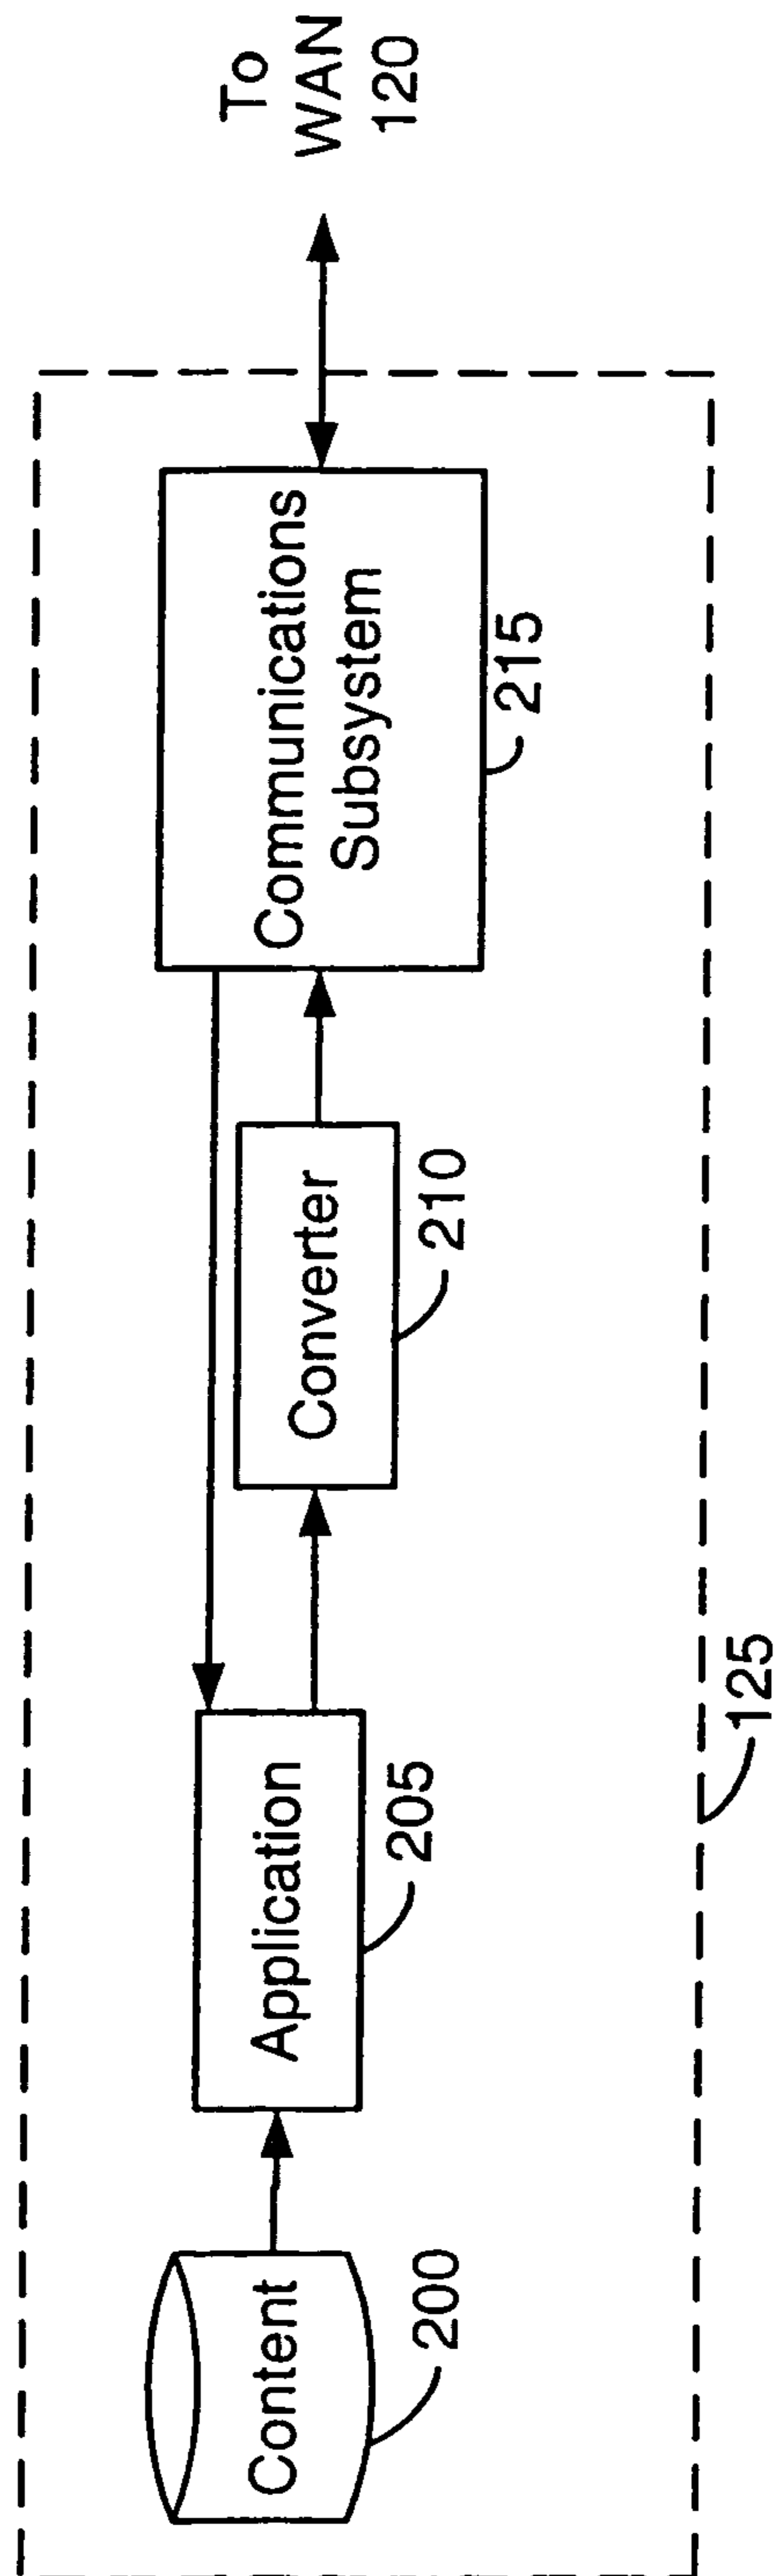 Content
200
Application
205
Converter
210
Communications
Subsystem
215
To
WAN
120
125